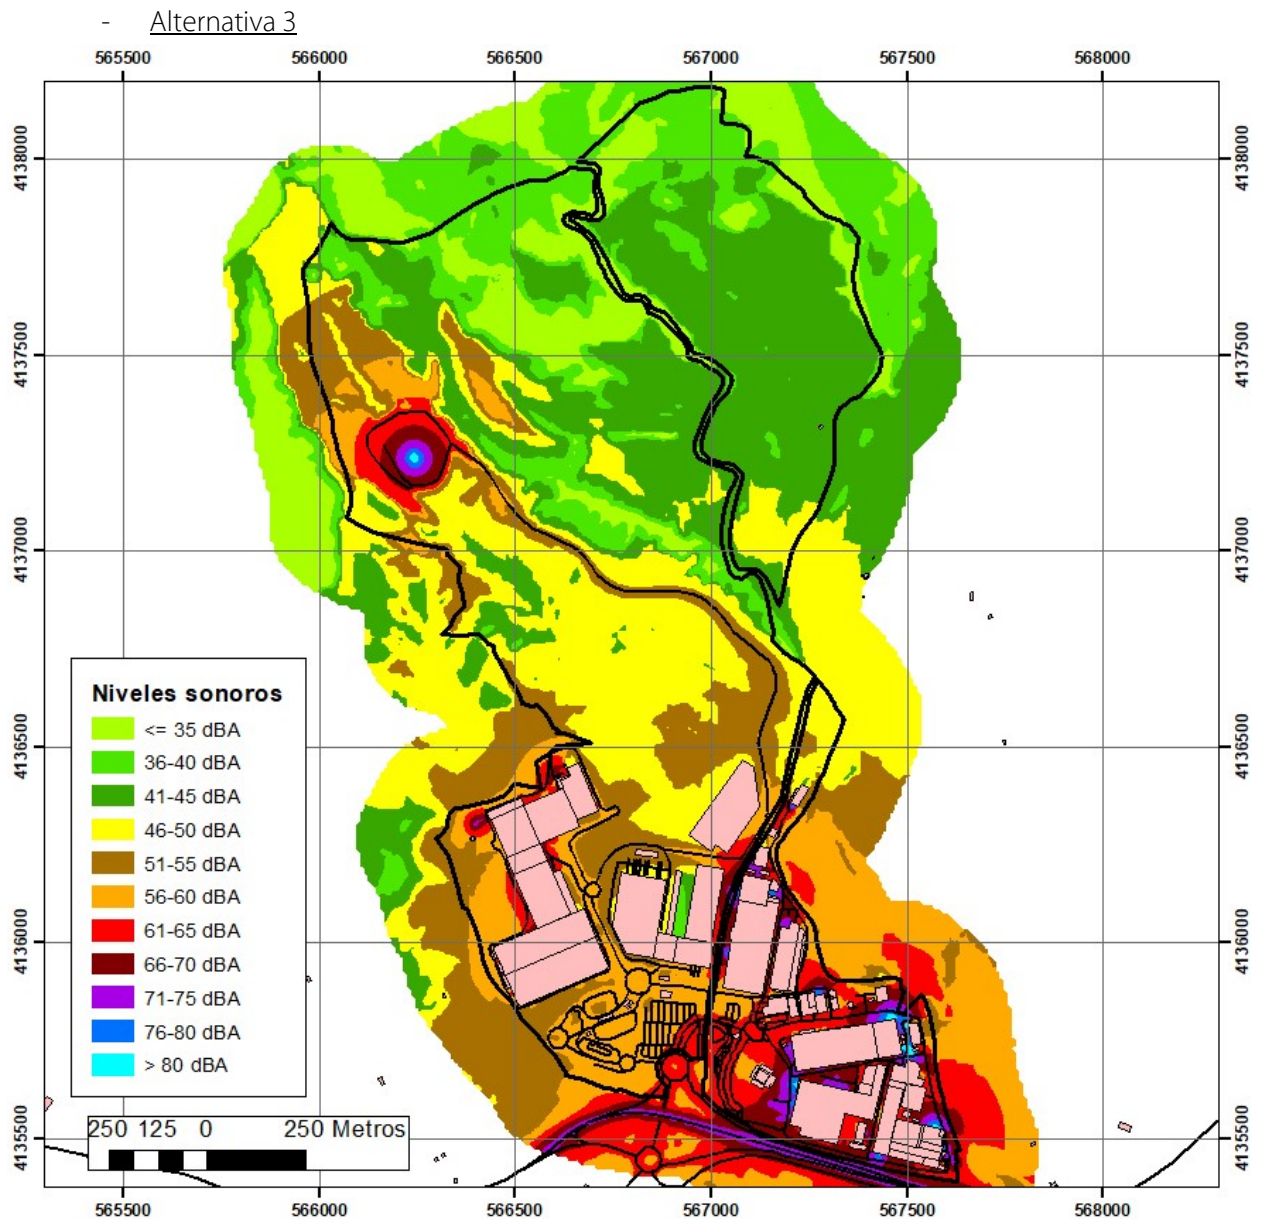 - Alternativa 3
565500 566000 566500 567000 567500 568000
4138000 4138000
4137500 4137500
4137000 4137000
4136500 4136500
4136000 4136000
4135500 4135500
Niveles sonoros
<= 35 dBA
36-40 dBA
41-45 dBA
46-50 dBA
51-55 dBA
56-60 dBA
61-65 dBA
66-70 dBA
71-75 dBA
76-80 dBA
> 80 dBA
250 125 0 250 Metros
565500 566000 566500 567000 567500 568000